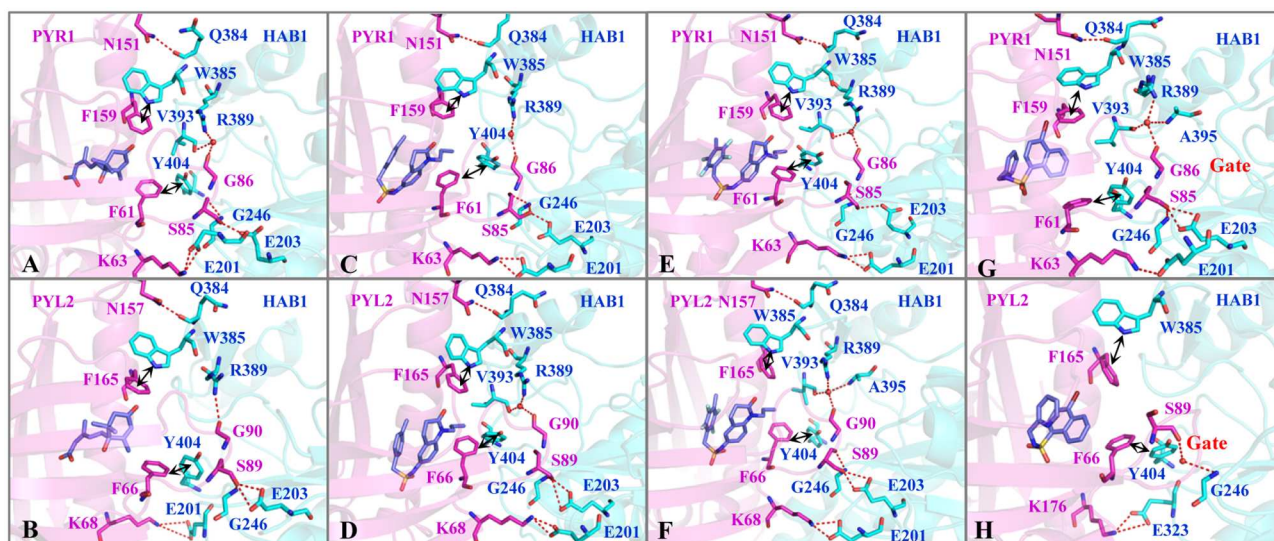 PYR1 N151 Q384 HAB1
W385
F159 V393 R389
Y404
G86
F61 G246
S85 E203
K63 E201
A
PYR1 N151 Q384 HAB1
W385
F159
R389
Y404
G86
F61 G246
S85 E203
K63 E201
C
PYR1 N151 Q384 HAB1
W385
F159
V393 R389
G86
F61 Y404 S85
G246 E203
K63 E201
E
PYR1 Q384 HAB1
N151 W385
R389
F159 V393
A395
G86 Gate
Y404 S85
F61
G246 E203
K63 E201
G
PYL2 N157 Q384 HAB1
W385
R389
F165
Y404 G90
S89
F66
E201 E203
K68 G246
B
PYL2 N157 Q384 HAB1
W385
F165 V393 R389
G90
Y404 S89
F66
G246 E203
K68 E201
D
PYL2 N157 Q384 HAB1
W385
R389
V393
F165 A395
G90
Y404 S89
F66
G246 E203
K68 E201
F
PYL2 HAB1
W385
F165
S89
Gate
F66
Y404
G246
K176
E323
H